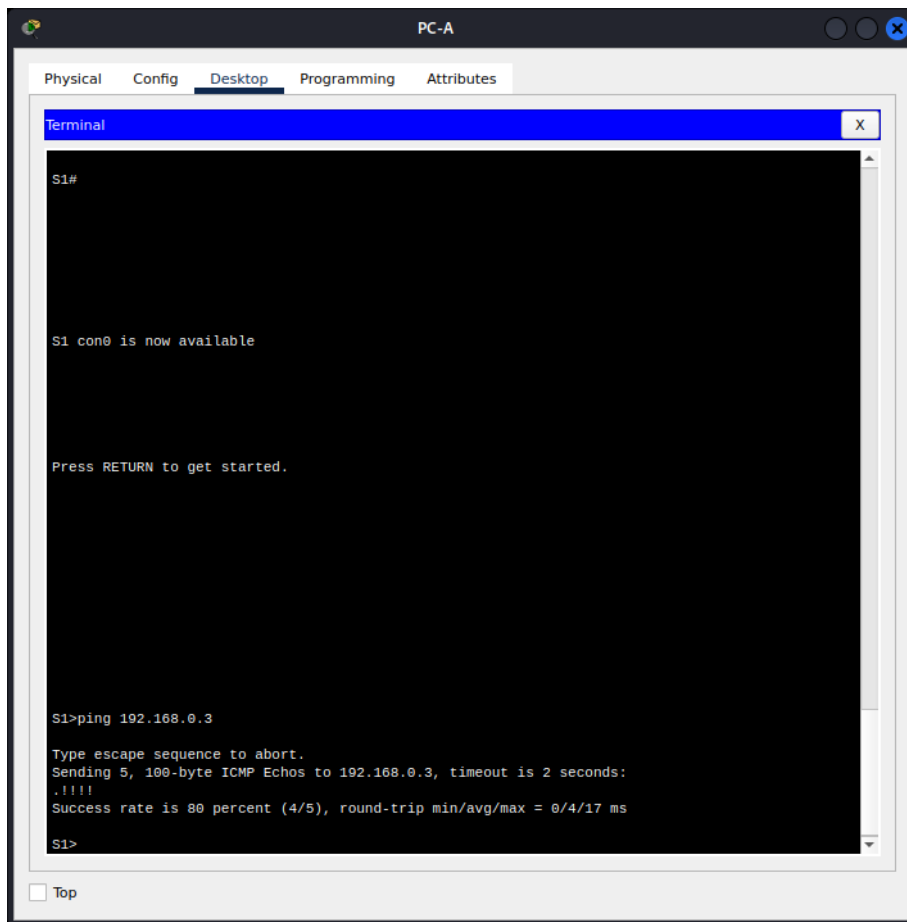 PC-A
Physical Config Desktop Programming Attributes
Terminal X
S1#
S1 con0 is now available
Press RETURN to get started.
S1>ping 192.168.0.3
Type escape sequence to abort.
Sending 5, 100-byte ICMP Echos to 192.168.0.3, timeout is 2 seconds:
.!!!!
Success rate is 80 percent (4/5), round-trip min/avg/max = 0/4/17 ms
S1>
Top